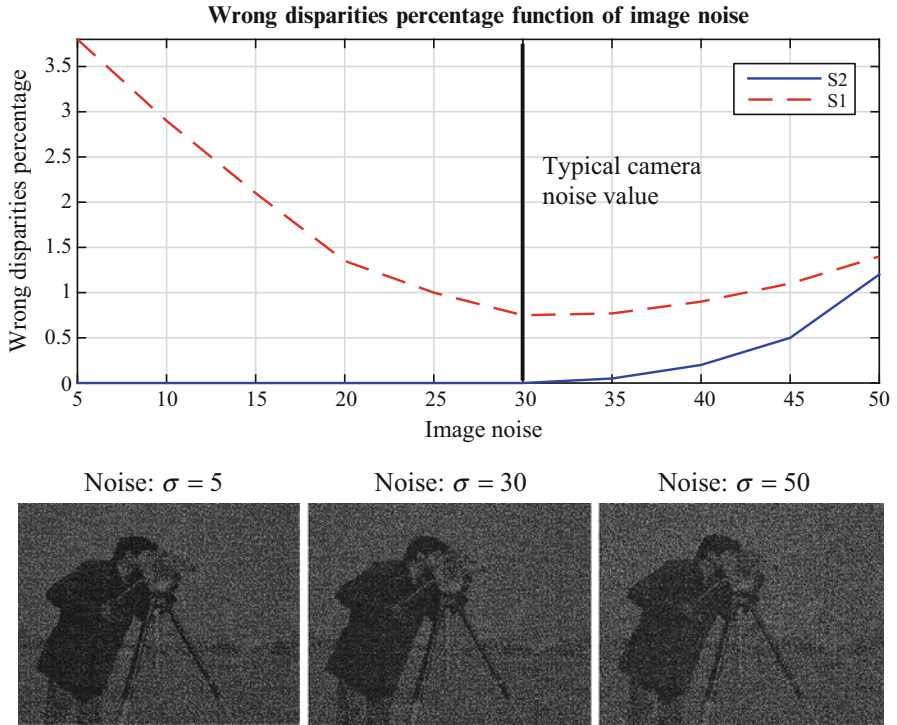 Wrong disparities percentage function of image noise
3.5
3
2.5
2
1.5
1
0.5
0
Wrong disparities percentage
S2
S1
Typical camera
noise value
5
10
15
20
25
30
35
40
45
50
Image noise
Noise: σ = 5
Noise: σ = 30
Noise: σ = 50